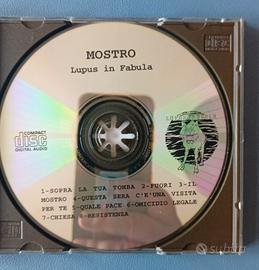 MOSTRO
Lupus in Fabula
COMPACT
disc
DIGITAL AUDIO
1-SOPRA LA TUA TOMBA 2-FUORI 3-IL
MOSTRO 4-QUESTA SERA C'E'UNA VISITA
PER TE 5-QUALE PACE 6-OMICIDIO LEGALE
7-CHIESA 8-RESISTENZA
subito